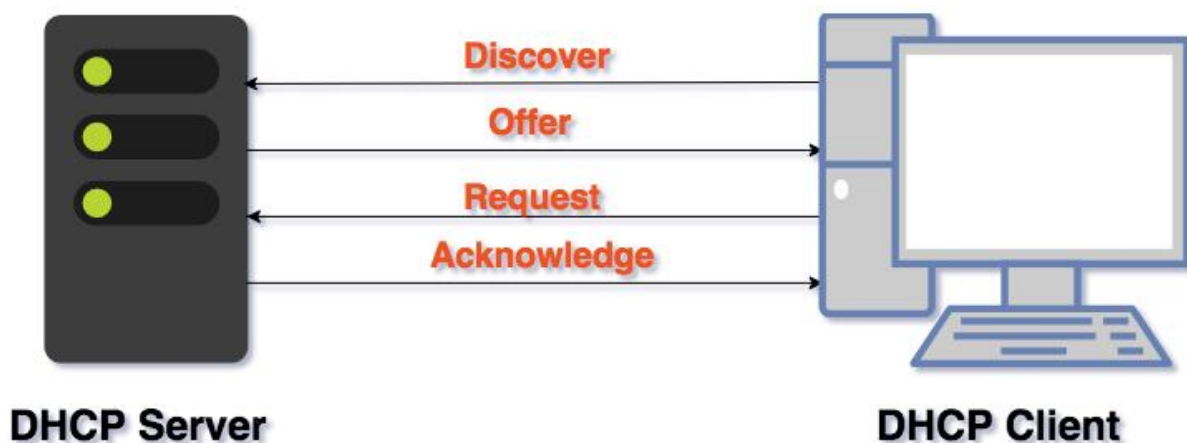 Discover
Offer
Request
Acknowledge
DHCP Server
DHCP Client